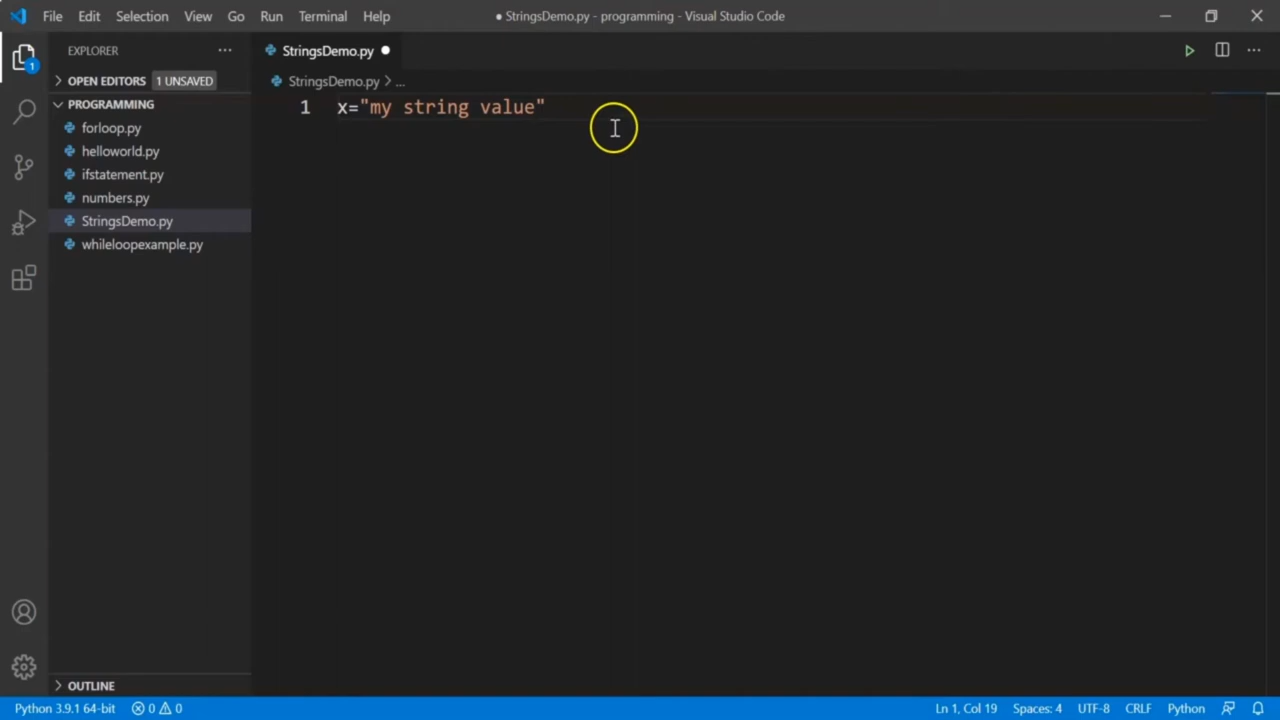 File Edit Selection View Go Run Terminal Help ● StringsDemo.py - programming - Visual Studio Code
EXPLORER ···
StringsDemo.py ●
> OPEN EDITORS 1 UNSAVED
StringsDemo.py > ...
PROGRAMMING
1 x="my string value"
forloop.py
helloworld.py
ifstatement.py
numbers.py
StringsDemo.py
whileloopexample.py
> OUTLINE
1
Python 3.9.1 64-bit 0 0 Ln 1, Col 19 Spaces: 4 UTF-8 CRLF Python